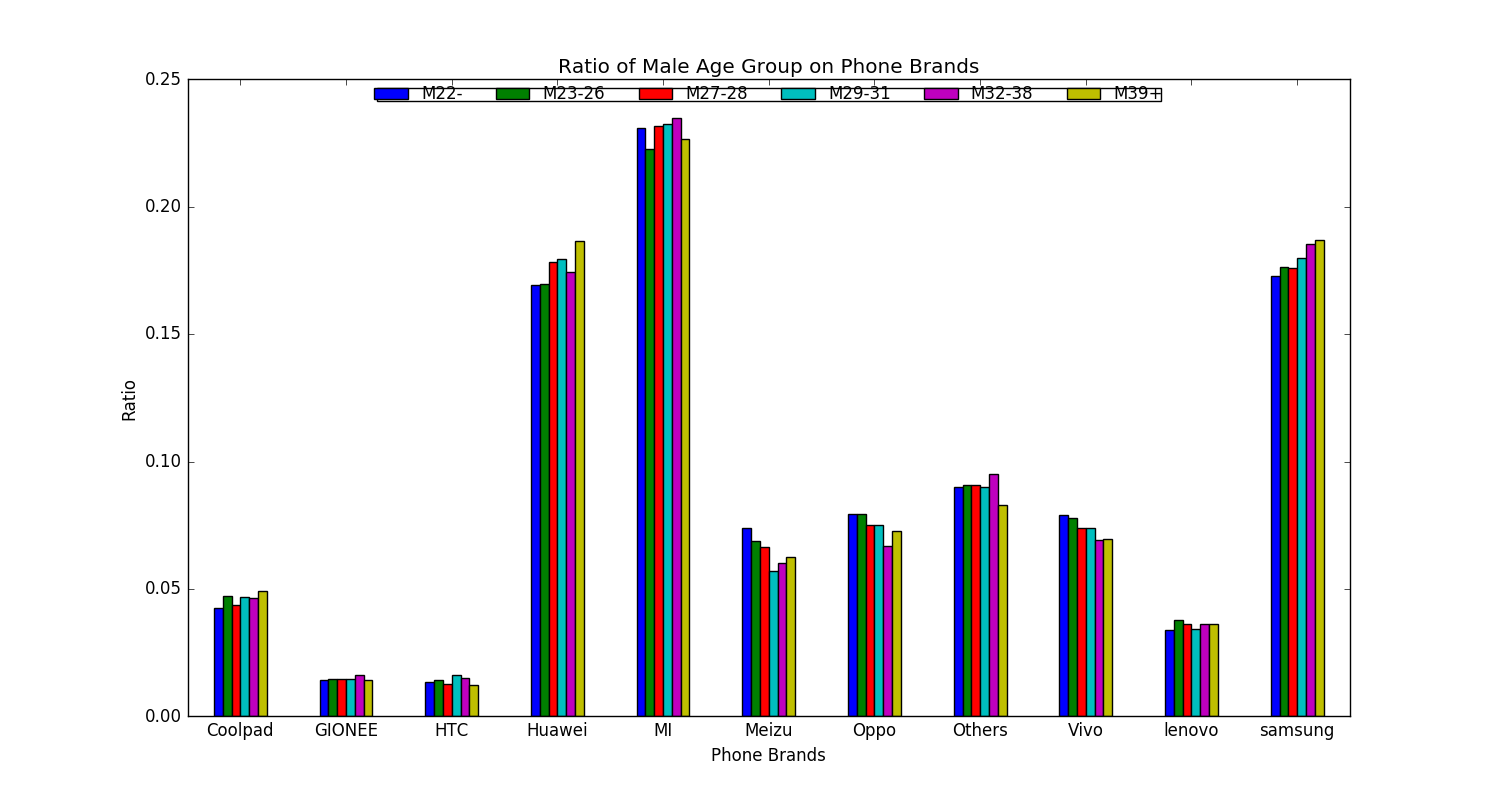 Ratio of Male Age Group on Phone Brands
0.25
M22- M23-26 M27-28 M29-31 M32-38 M39+
0.20
0.15
Ratio
0.10
0.05
0.00
Coolpad GIONEE HTC Huawei MI Meizu Oppo Others Vivo lenovo samsung
Phone Brands